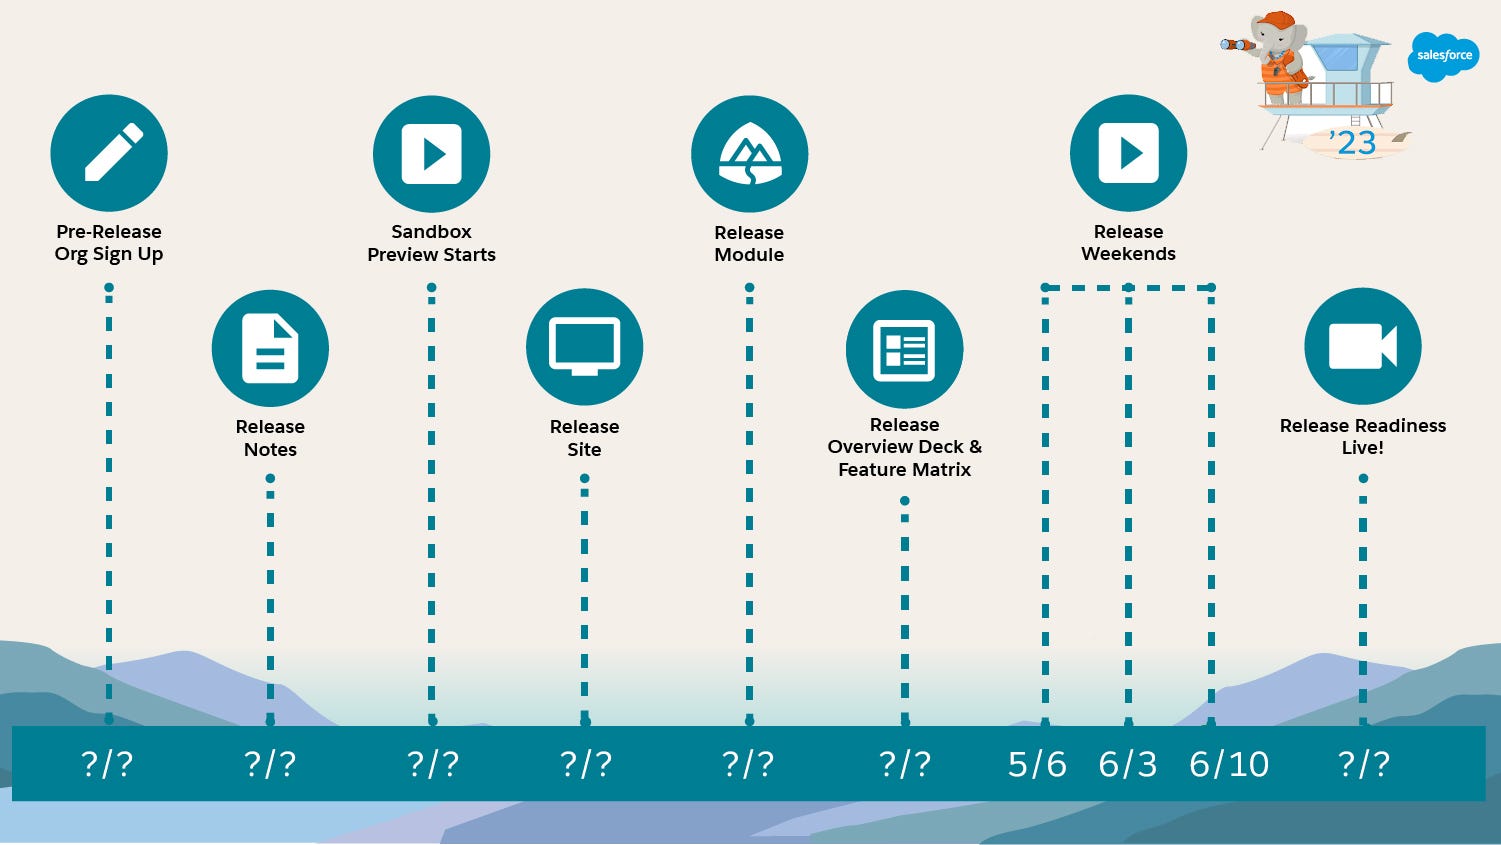 salesforce
'23
Pre-Release
Org Sign Up
Sandbox
Preview Starts
Release
Module
Release
Weekends
Release
Notes
Release
Site
Release
Overview Deck &
Feature Matrix
Release Readiness
Live!
?/?
?/?
?/?
?/?
?/?
?/?
5/6
6/3
6/10
?/?